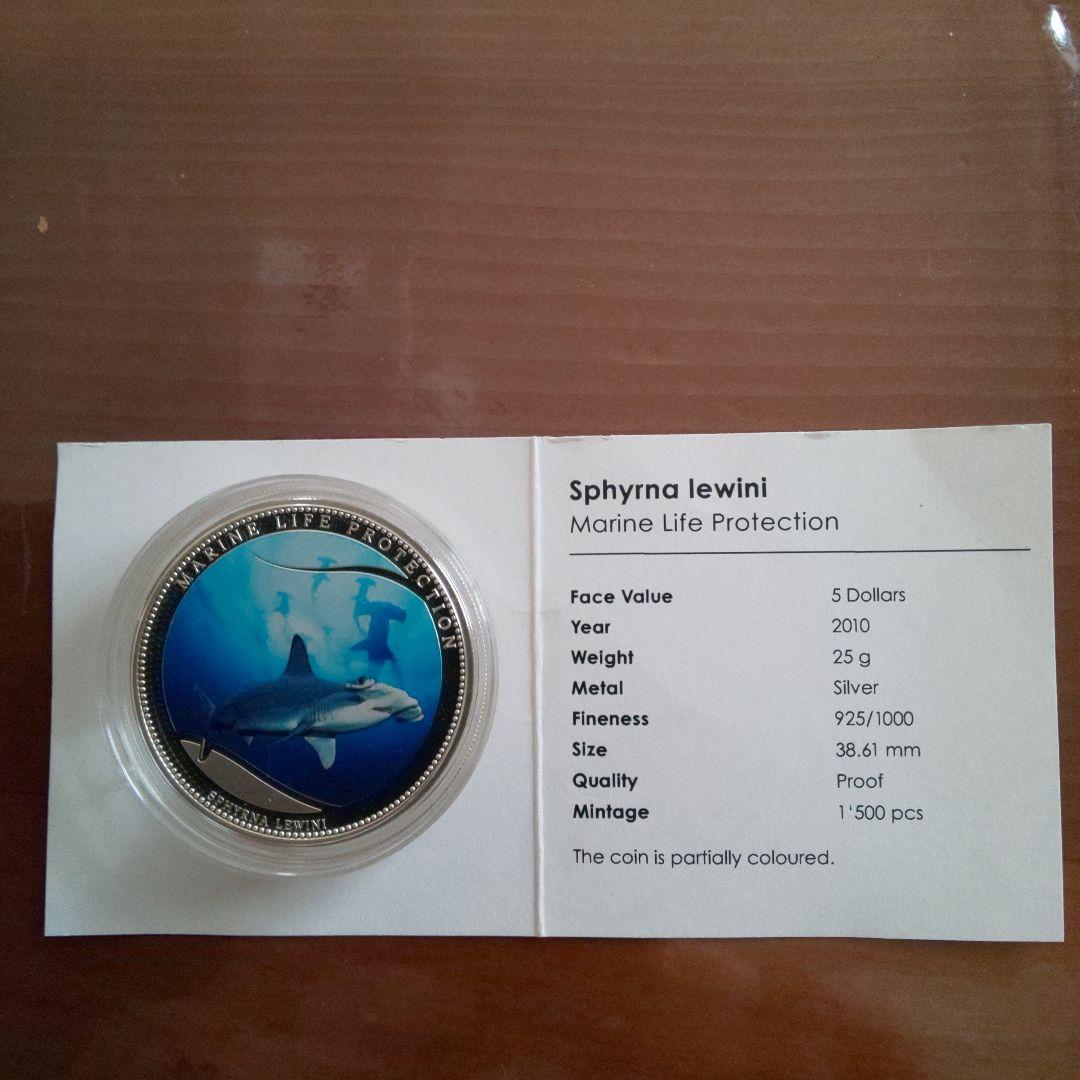 MARINE LIFE PROTECTION
SPHYRNA LEWINI
Sphyrna lewini
Marine Life Protection
Face Value 5 Dollars
Year 2010
Weight 25 g
Metal Silver
Fineness 925/1000
Size 38.61 mm
Quality Proof
Mintage 1'500 pcs
The coin is partially coloured.